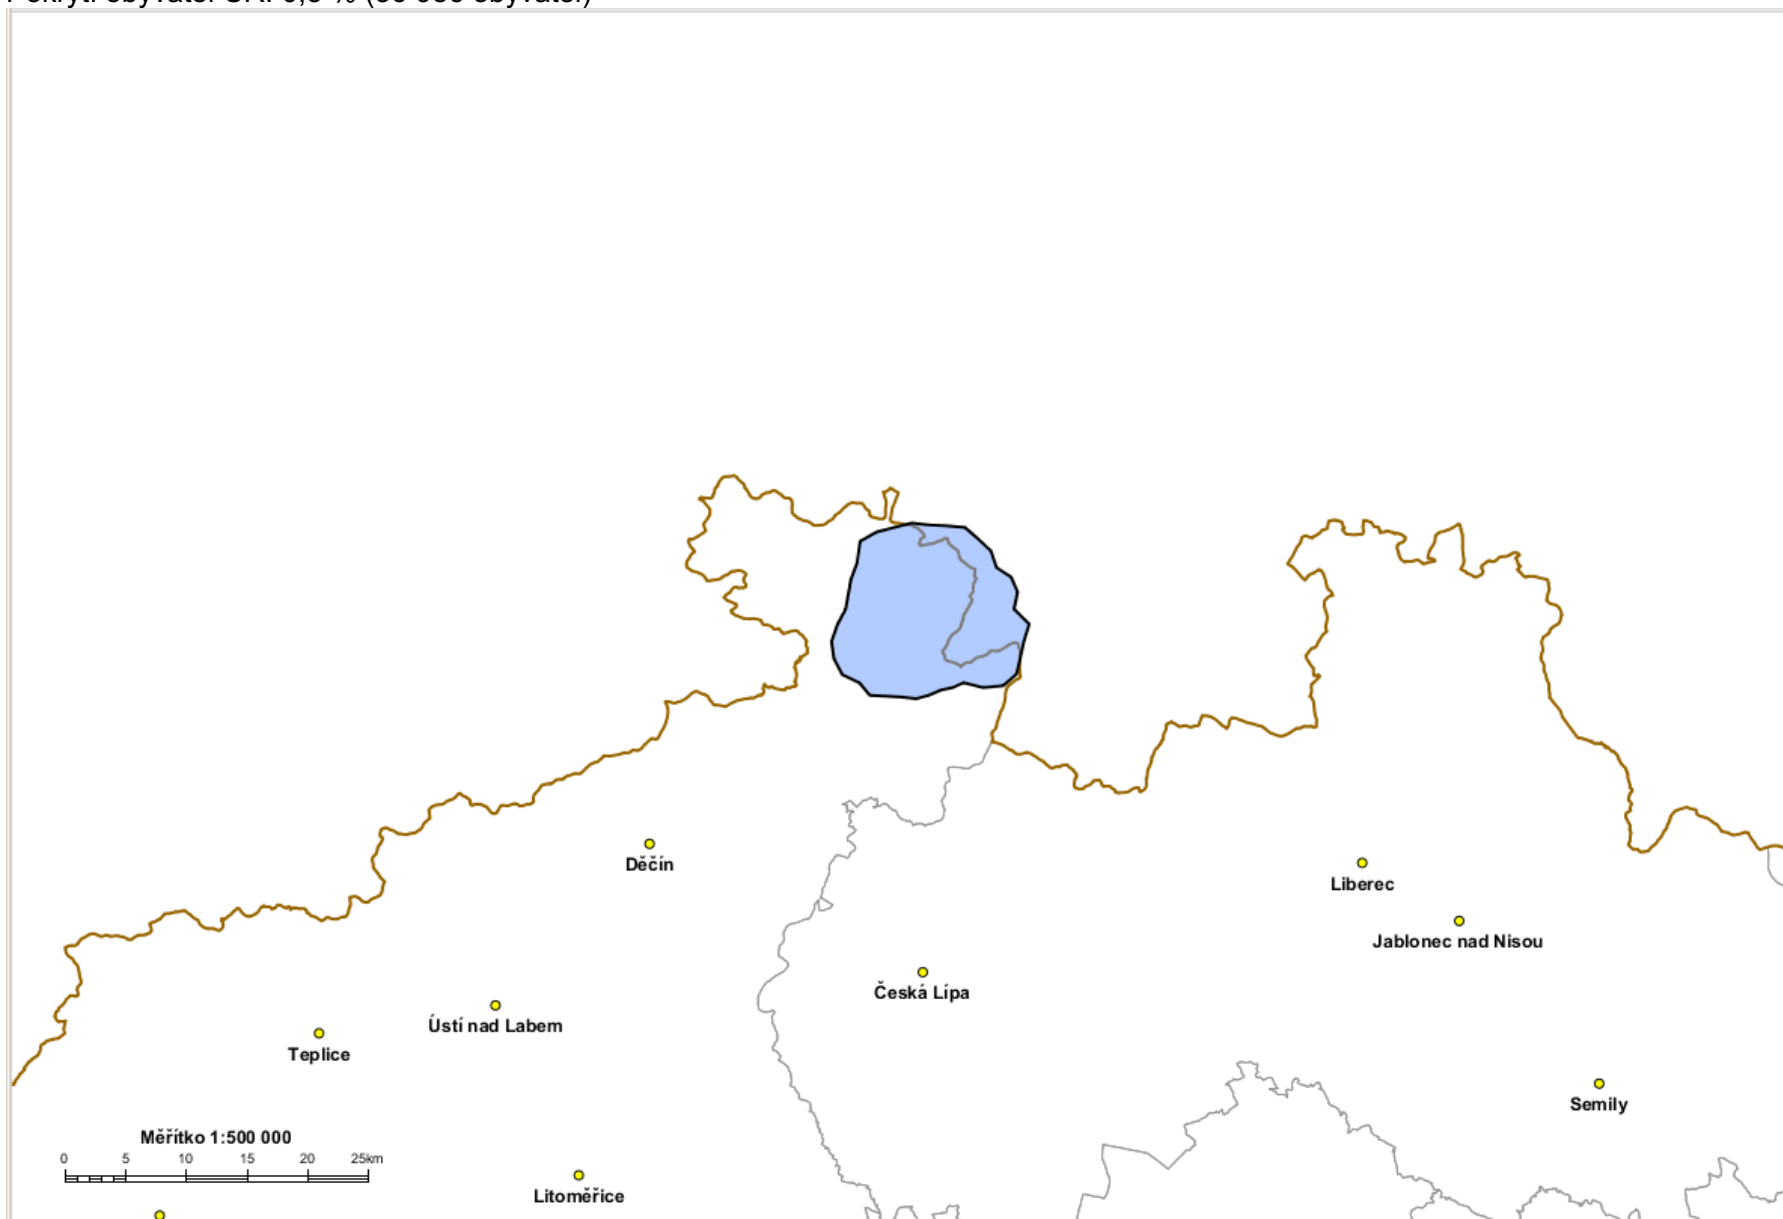 Děčín
Liberec
Jablonec nad Nisou
Česká Lípa
Ústí nad Labem
Teplice
Semily
Měřítko 1:500 000
0 5 10 15 20 25km
Litoměřice